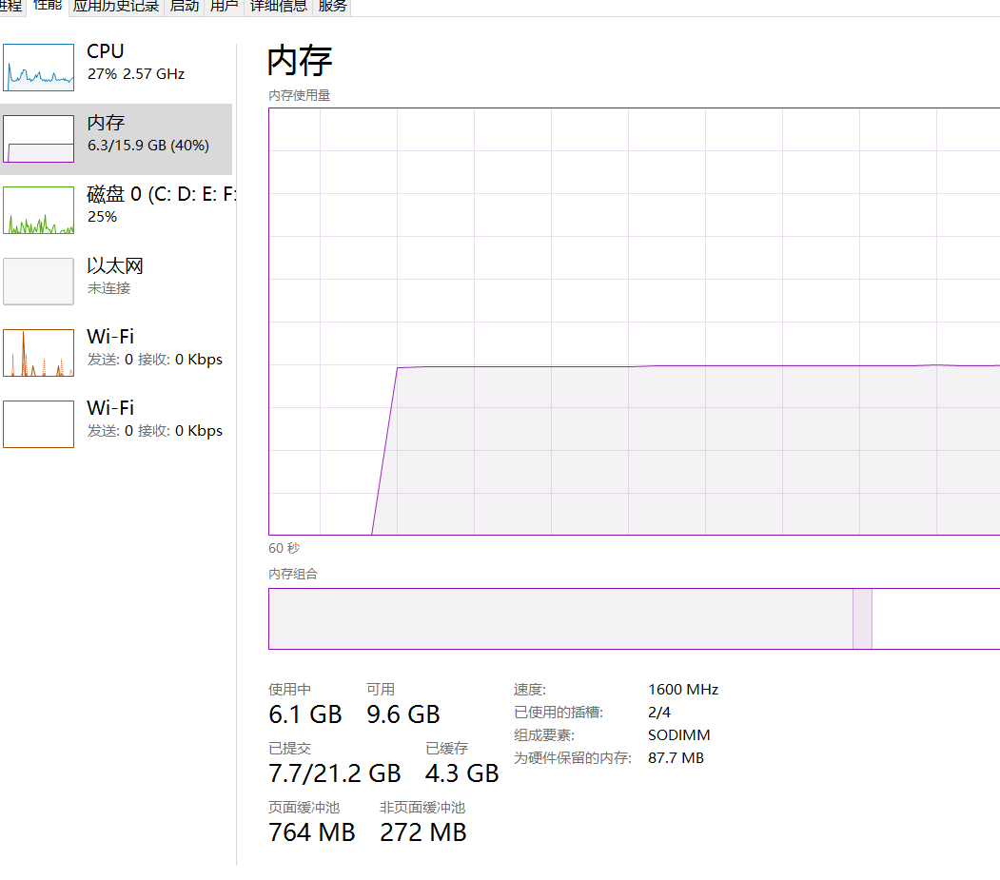 进程 性能 应用历史记录 启动 用户 详细信息 服务
CPU
27% 2.57 GHz
内存
6.3/15.9 GB (40%)
磁盘 0 (C: D: E: F:
25%
以太网
未连接
Wi-Fi
发送: 0 接收: 0 Kbps
Wi-Fi
发送: 0 接收: 0 Kbps
内存
内存使用量
60 秒
内存组合
使用中 可用
6.1 GB 9.6 GB
已提交 已缓存
7.7/21.2 GB 4.3 GB
页面缓冲池 非页面缓冲池
764 MB 272 MB
速度: 1600 MHz
已使用的插槽: 2/4
组成要素: SODIMM
为硬件保留的内存: 87.7 MB